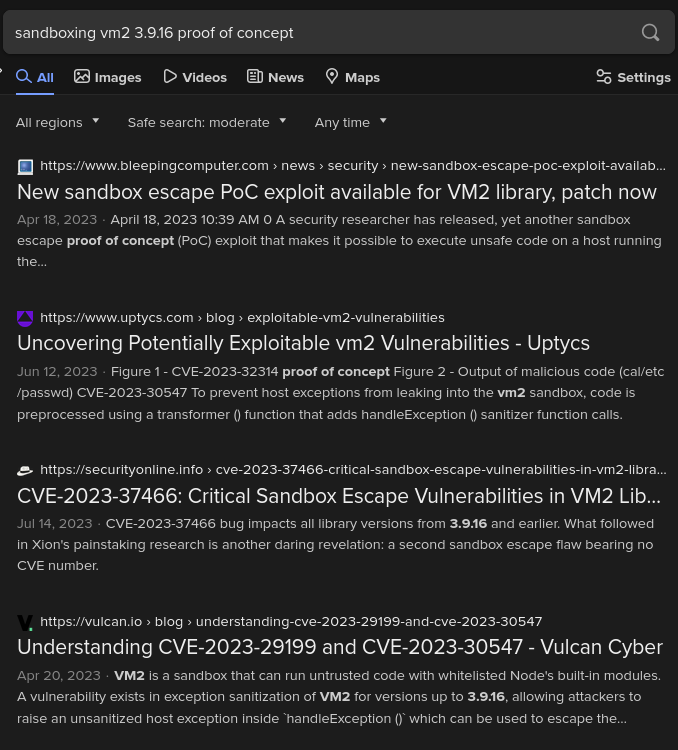 sandboxing vm2 3.9.16 proof of concept
All Images Videos News Maps Settings
All regions Safe search: moderate Any time
https://www.bleepingcomputer.com › news › security › new-sandbox-escape-poc-exploit-availab...
New sandbox escape PoC exploit available for VM2 library, patch now
Apr 18, 2023 · April 18, 2023 10:39 AM 0 A security researcher has released, yet another sandbox
escape proof of concept (PoC) exploit that makes it possible to execute unsafe code on a host running
the...
https://www.uptycs.com › blog › exploitable-vm2-vulnerabilities
Uncovering Potentially Exploitable vm2 Vulnerabilities - Uptycs
Jun 12, 2023 · Figure 1 - CVE-2023-32314 proof of concept Figure 2 - Output of malicious code (cal/etc
/passwd) CVE-2023-30547 To prevent host exceptions from leaking into the vm2 sandbox, code is
preprocessed using a transformer () function that adds handleException () sanitizer function calls.
https://securityonline.info › cve-2023-37466-critical-sandbox-escape-vulnerabilities-in-vm2-libra...
CVE-2023-37466: Critical Sandbox Escape Vulnerabilities in VM2 Lib...
Jul 14, 2023 · CVE-2023-37466 bug impacts all library versions from 3.9.16 and earlier. What followed
in Xion's painstaking research is another daring revelation: a second sandbox escape flaw bearing no
CVE number.
https://vulcan.io › blog › understanding-cve-2023-29199-and-cve-2023-30547
Understanding CVE-2023-29199 and CVE-2023-30547 - Vulcan Cyber
Apr 20, 2023 · VM2 is a sandbox that can run untrusted code with whitelisted Node's built-in modules.
A vulnerability exists in exception sanitization of VM2 for versions up to 3.9.16, allowing attackers to
raise an unsanitized host exception inside `handleException ()` which can be used to escape the...